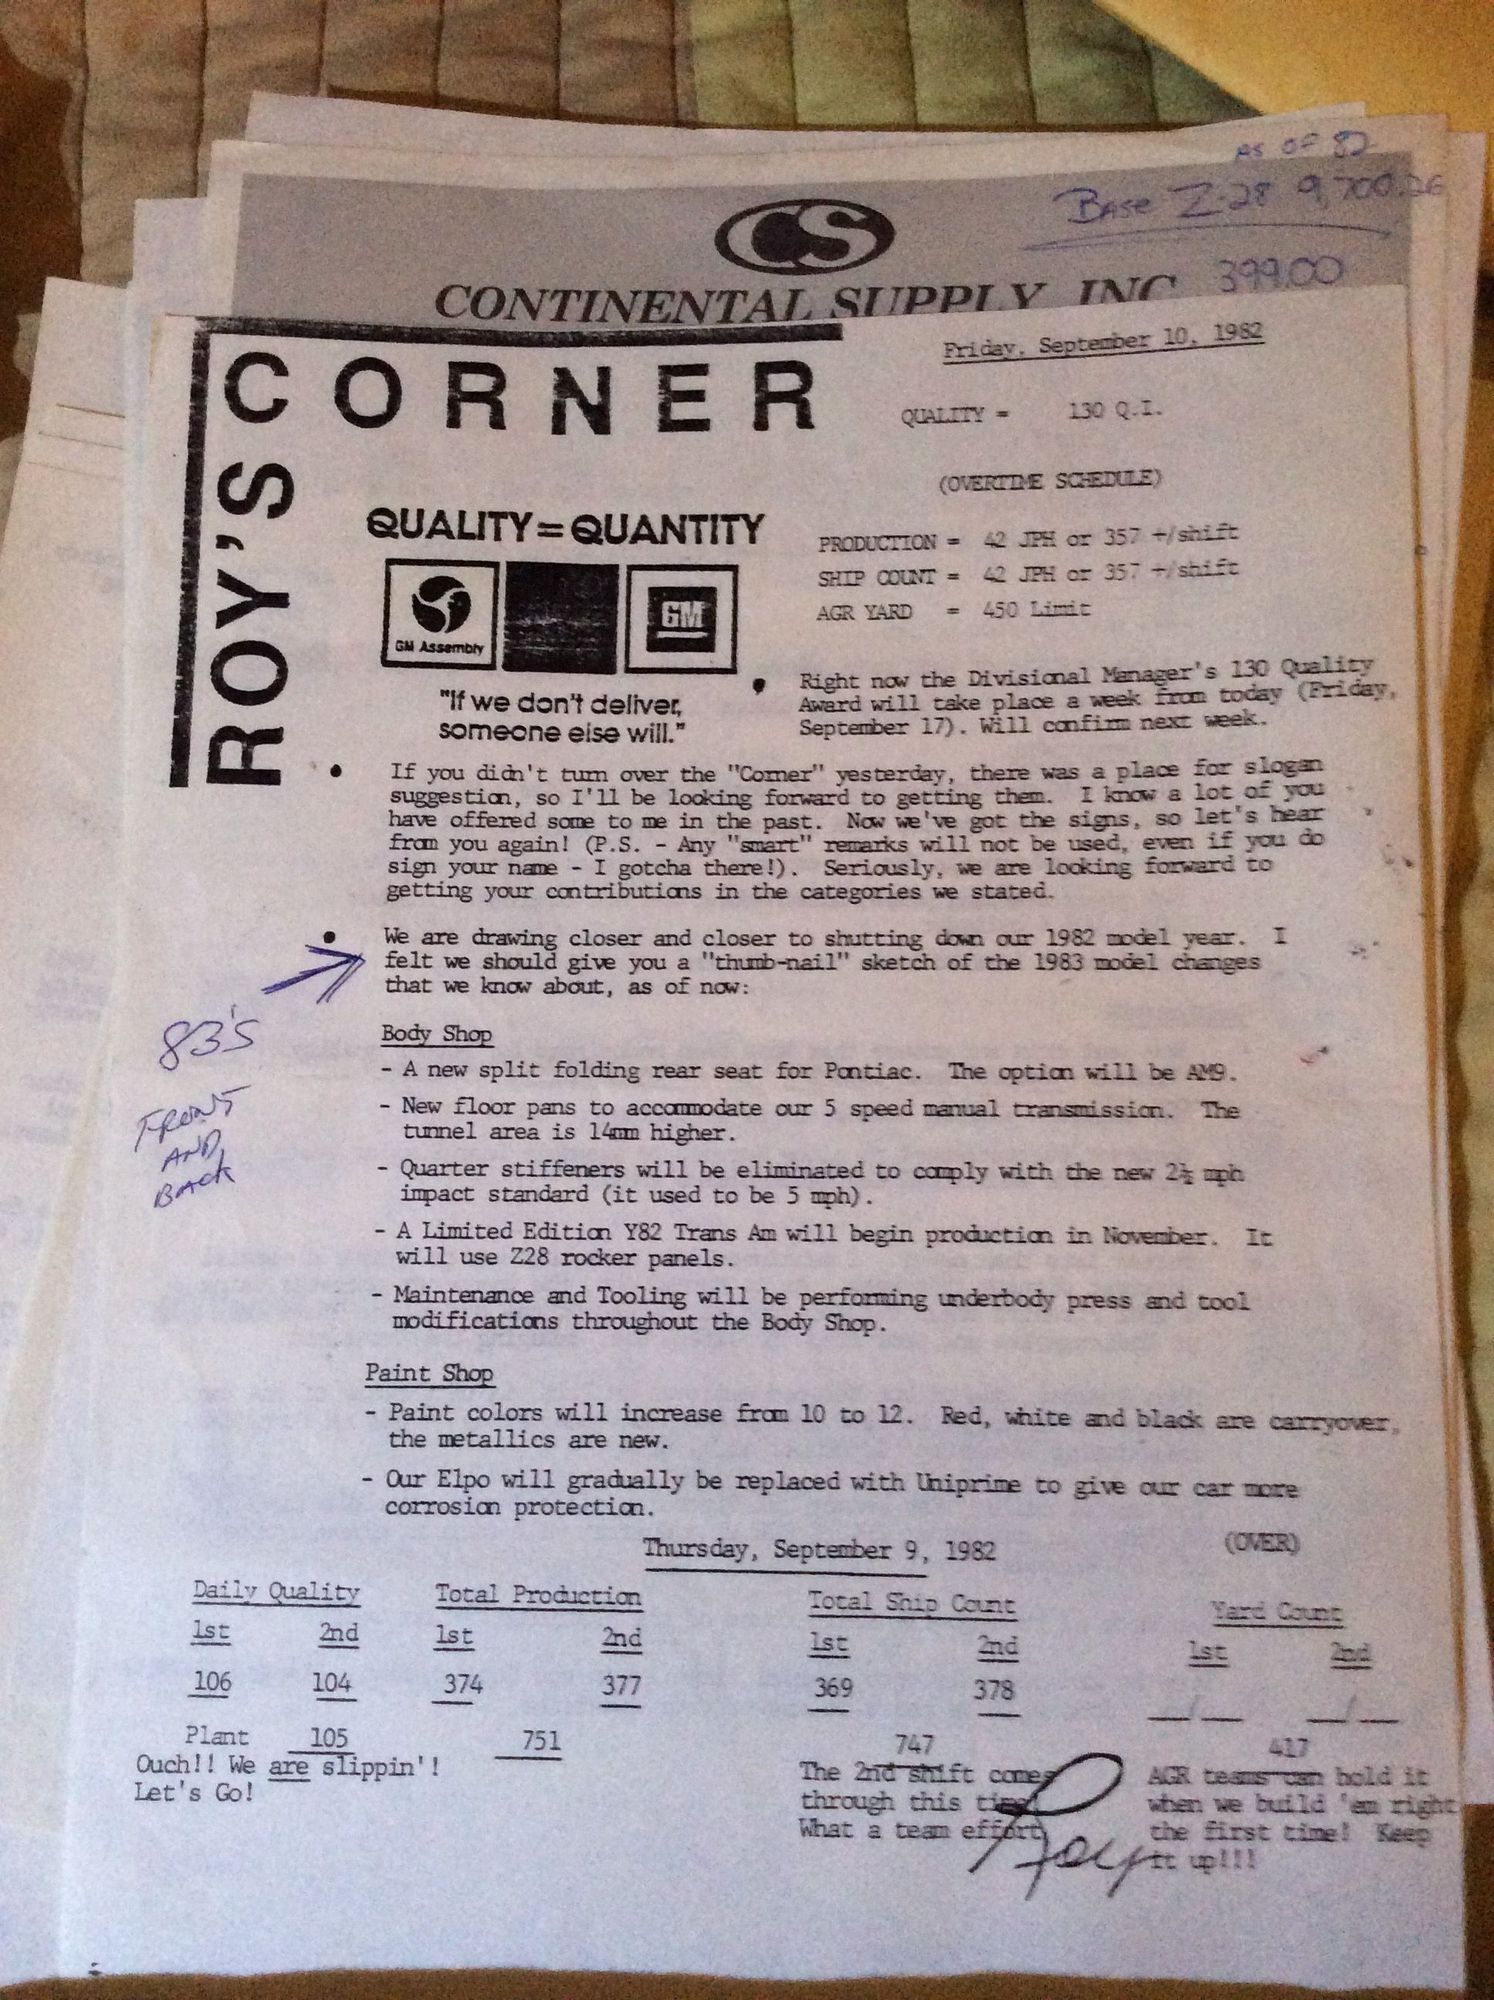 AS OF 82
BASE Z-28 9,700.26
399.00
CS
CONTINENTAL SUPPLY, INC
ROY'S CORNER
Friday, September 10, 1982
QUALITY = 130 Q.I.
(OVERTIME SCHEDULE)
QUALITY=QUANTITY
PRODUCTION = 42 JPH or 357 +/shift
SHIP COUNT = 42 JPH or 357 +/shift
AGR YARD = 450 Limit
GM Assembly
GM
"If we don't deliver,
someone else will."
• Right now the Divisional Manager's 130 Quality
Award will take place a week from today (Friday,
September 17). Will confirm next week.
• If you didn't turn over the "Corner" yesterday, there was a place for slogan
suggestion, so I'll be looking forward to getting them. I know a lot of you
have offered some to me in the past. Now we've got the signs, so let's hear
from you again! (P.S. - Any "smart" remarks will not be used, even if you do
sign your name - I gotcha there!). Seriously, we are looking forward to
getting your contributions in the categories we stated.
• We are drawing closer and closer to shutting down our 1982 model year. I
felt we should give you a "thumb-nail" sketch of the 1983 model changes
that we know about, as of now:
83's
FRONT
AND
BACK
Body Shop
- A new split folding rear seat for Pontiac. The option will be AM9.
- New floor pans to accommodate our 5 speed manual transmission. The
tunnel area is 14mm higher.
- Quarter stiffeners will be eliminated to comply with the new 2½ mph
impact standard (it used to be 5 mph).
- A Limited Edition Y82 Trans Am will begin production in November. It
will use Z28 rocker panels.
- Maintenance and Tooling will be performing underbody press and tool
modifications throughout the Body Shop.
Paint Shop
- Paint colors will increase from 10 to 12. Red, white and black are carryover,
the metallics are new.
- Our Elpo will gradually be replaced with Uniprime to give our car more
corrosion protection.
(OVER)
Thursday, September 9, 1982
Daily Quality Total Production Total Ship Count Yard Count
1st 2nd 1st 2nd 1st 2nd 1st 2nd
106 104 374 377 369 378 __/__ __/__
Plant 105 751 747 417
Ouch!! We are slippin'!
Let's Go!
The 2nd shift comes
through this time!
What a team effort
Roy
AGR teams can hold it
when we build 'em right
the first time! Keep
it up!!!